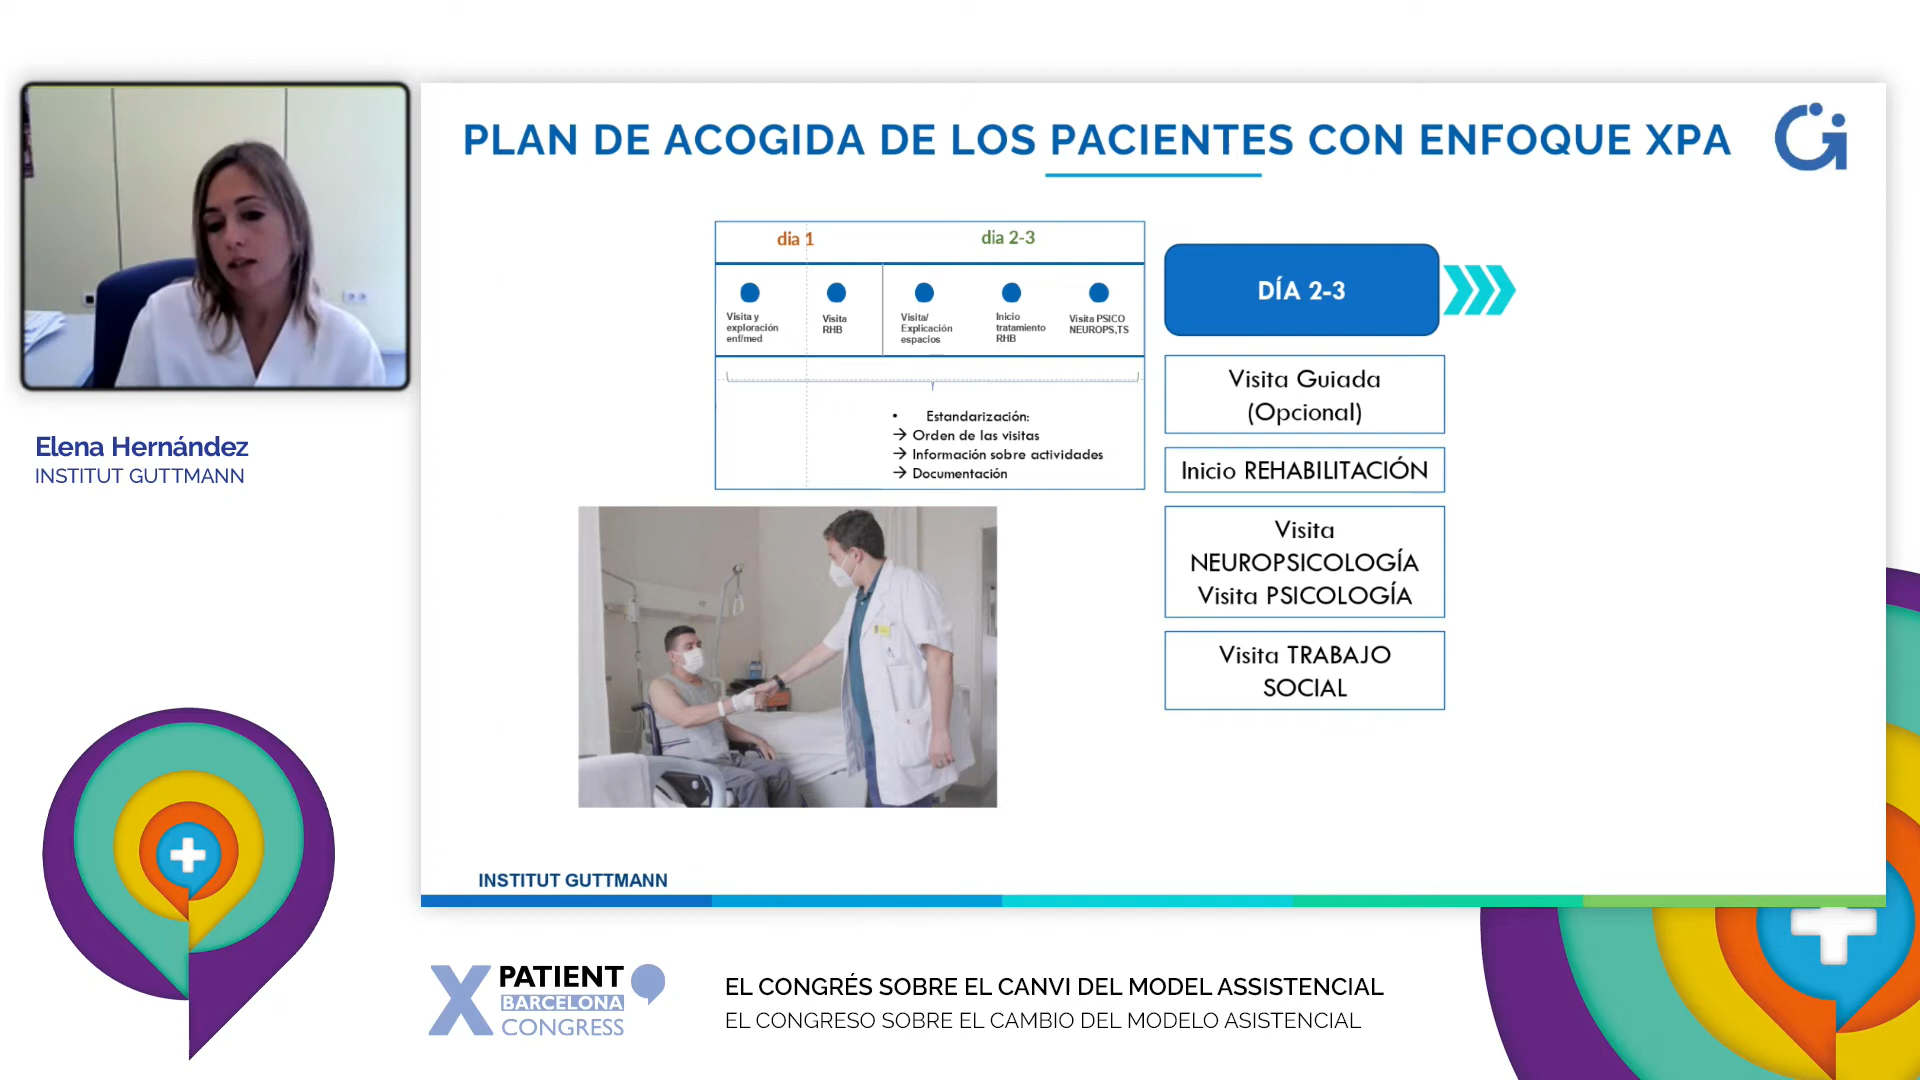 PLAN DE ACOGIDA DE LOS PACIENTES CON ENFOQUE XPA
Elena Hernández
INSTITUT GUTTMANN
dia 1
dia 2-3
Visita y
exploración
enf/med
Visita
RHB
Visita/
Explicación
espacios
Inicio
tratamiento
RHB
Visita PSICO
NEUROPS,TS
• Estandarización:
→ Orden de las visitas
→ Información sobre actividades
→ Documentación
DÍA 2-3
Visita Guiada
(Opcional)
Inicio REHABILITACIÓN
Visita
NEUROPSICOLOGÍA
Visita PSICOLOGÍA
Visita TRABAJO
SOCIAL
INSTITUT GUTTMANN
X PATIENT
BARCELONA
CONGRESS
EL CONGRÉS SOBRE EL CANVI DEL MODEL ASSISTENCIAL
EL CONGRESO SOBRE EL CAMBIO DEL MODELO ASISTENCIAL